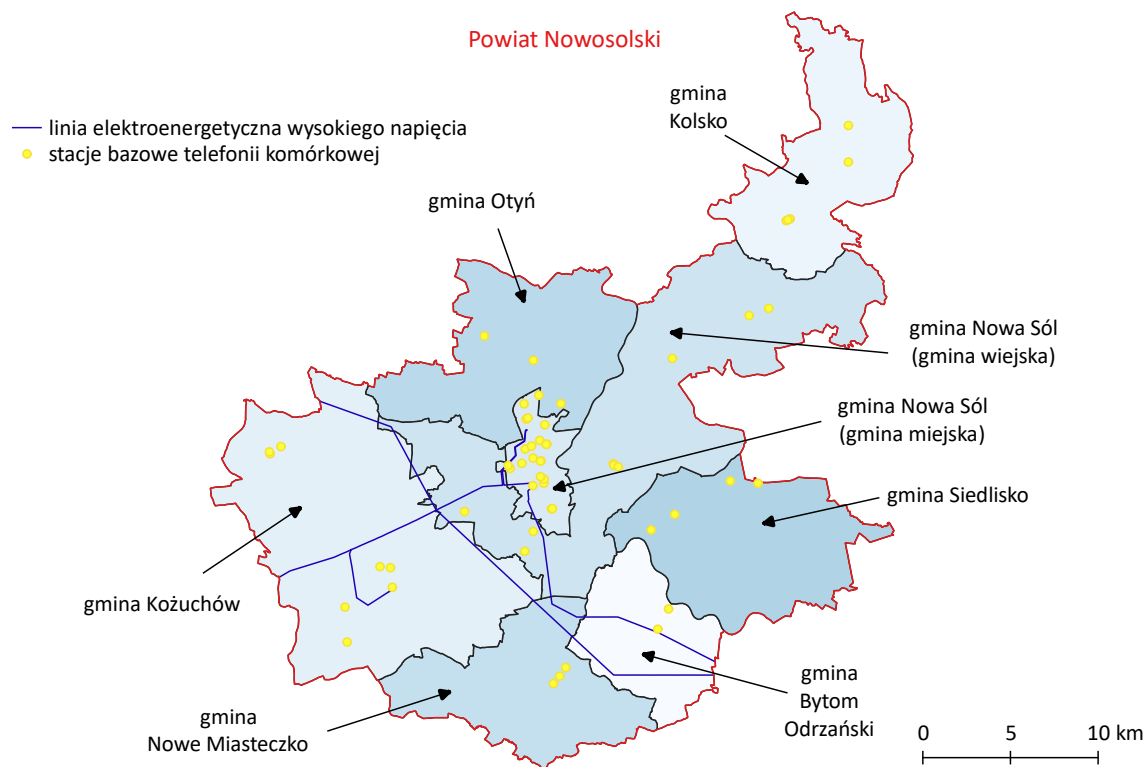 Powiat Nowosolski
linia elektroenergetyczna wysokiego napięcia
stacje bazowe telefonii komórkowej
gmina
Kolsko
gmina Otyń
gmina Nowa Sól
(gmina wiejska)
gmina Nowa Sól
(gmina miejska)
gmina Siedlisko
gmina Kożuchów
gmina
Nowe Miasteczko
gmina
Bytom
Odrzański
0 5 10 km